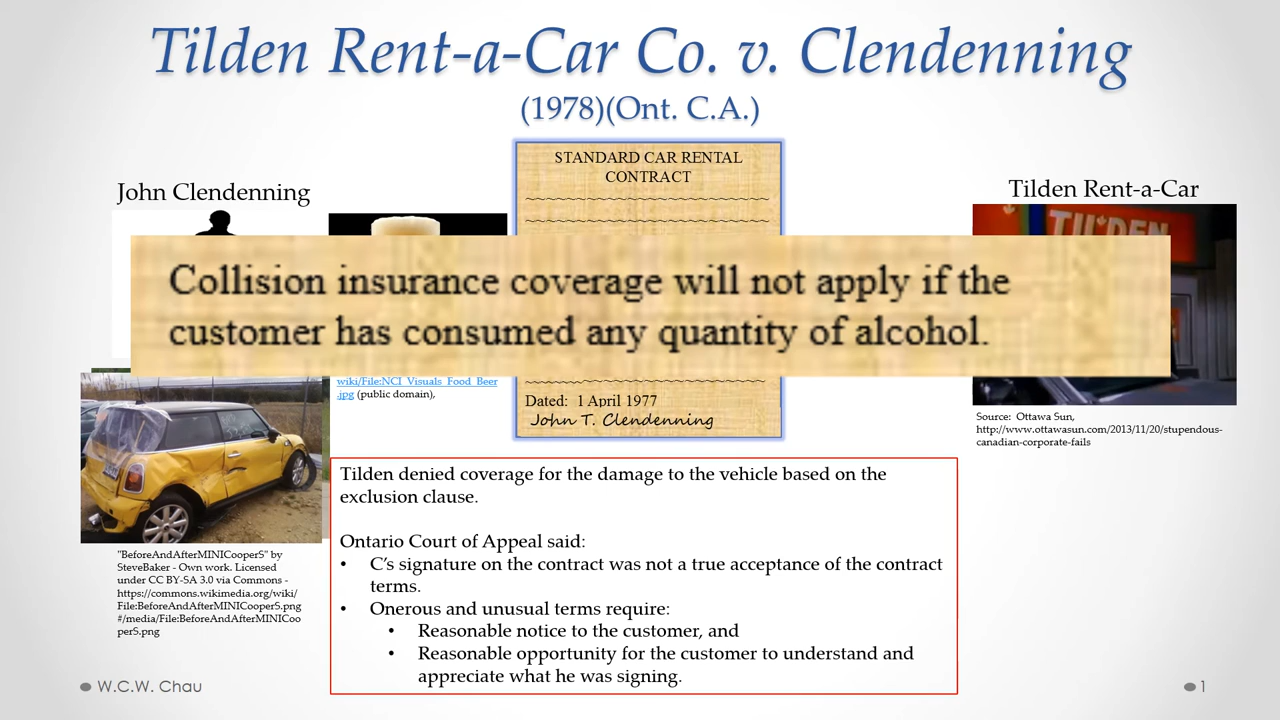 Tilden Rent-a-Car Co. v. Clendenning
(1978)(Ont. C.A.)
John Clendenning
STANDARD CAR RENTAL
CONTRACT
Tilden Rent-a-Car
TILDEN
Collision insurance coverage will not apply if the
customer has consumed any quantity of alcohol.
wiki/File:NCI_Visuals_Food_Beer
.jpg (public domain),
Dated: 1 April 1977
John T. Clendenning
Source: Ottawa Sun,
http://www.ottawasun.com/2013/11/20/stupendous-
canadian-corporate-fails
Tilden denied coverage for the damage to the vehicle based on the
exclusion clause.
Ontario Court of Appeal said:
• C’s signature on the contract was not a true acceptance of the contract
terms.
• Onerous and unusual terms require:
• Reasonable notice to the customer, and
• Reasonable opportunity for the customer to understand and
appreciate what he was signing.
"BeforeAndAfterMINICooperS" by
SteveBaker - Own work. Licensed
under CC BY-SA 3.0 via Commons -
https://commons.wikimedia.org/wiki/
File:BeforeAndAfterMINICooperS.png
#/media/File:BeforeAndAfterMINICoo
perS.png
W.C.W. Chau
1